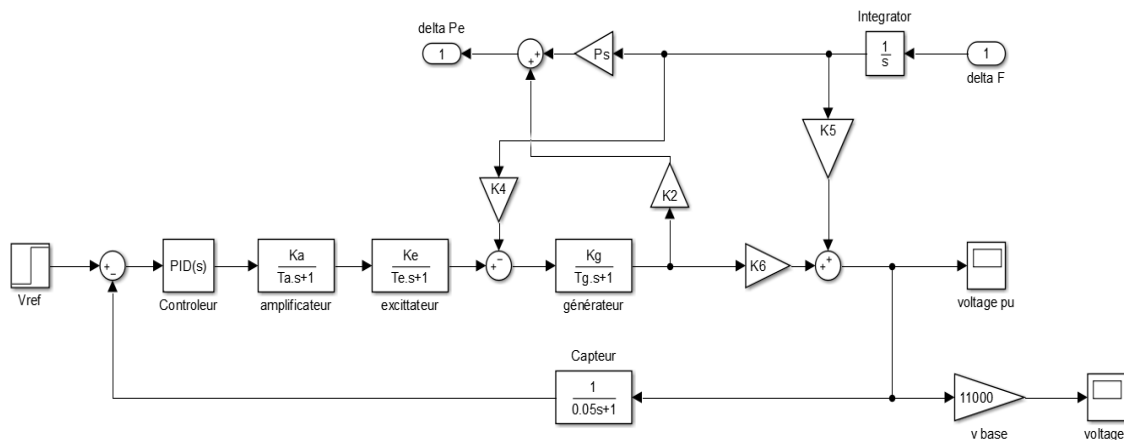 Integrator
delta Pe
1
Ps
1
s
1
delta F
K5
K4
K2
PID(s)
Ka
Ta.s+1
Ke
Te.s+1
Kg
Tg.s+1
K6
Vref
Controleur
amplificateur
excittateur
générateur
voltage pu
Capteur
1
0.05s+1
11000
v base
voltage